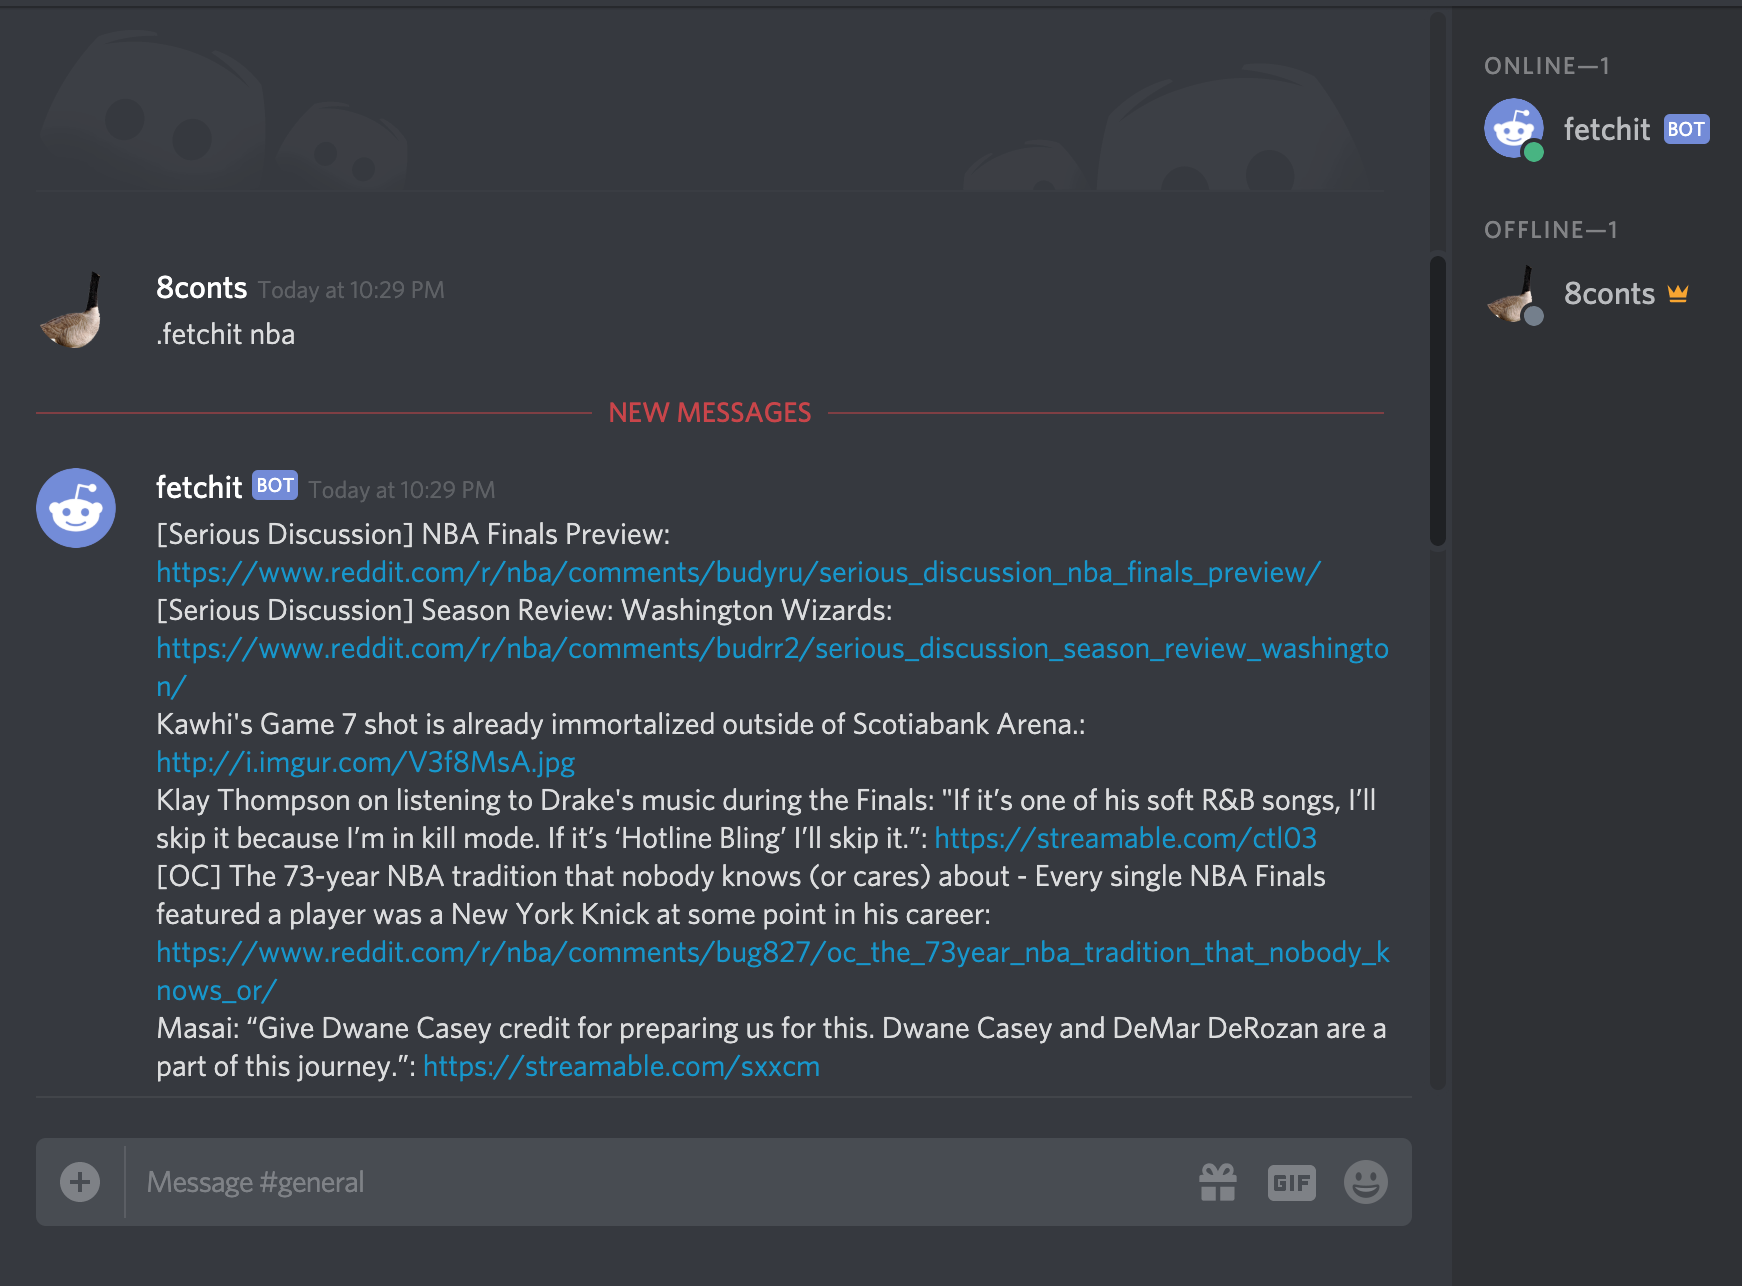 8conts Today at 10:29 PM
.fetchit nba
NEW MESSAGES
fetchit BOT Today at 10:29 PM
[Serious Discussion] NBA Finals Preview:
https://www.reddit.com/r/nba/comments/budyru/serious_discussion_nba_finals_preview/
[Serious Discussion] Season Review: Washington Wizards:
https://www.reddit.com/r/nba/comments/budrr2/serious_discussion_season_review_washingto
n/
Kawhi's Game 7 shot is already immortalized outside of Scotiabank Arena.:
http://i.imgur.com/V3f8MsA.jpg
Klay Thompson on listening to Drake's music during the Finals: "If it’s one of his soft R&B songs, I’ll
skip it because I’m in kill mode. If it’s ‘Hotline Bling’ I’ll skip it.”: https://streamable.com/ctl03
[OC] The 73-year NBA tradition that nobody knows (or cares) about - Every single NBA Finals
featured a player was a New York Knick at some point in his career:
https://www.reddit.com/r/nba/comments/bug827/oc_the_73year_nba_tradition_that_nobody_k
nows_or/
Masai: “Give Dwane Casey credit for preparing us for this. Dwane Casey and DeMar DeRozan are a
part of this journey.”: https://streamable.com/sxxcm
Message #general
GIF
ONLINE—1
fetchit BOT
OFFLINE—1
8conts